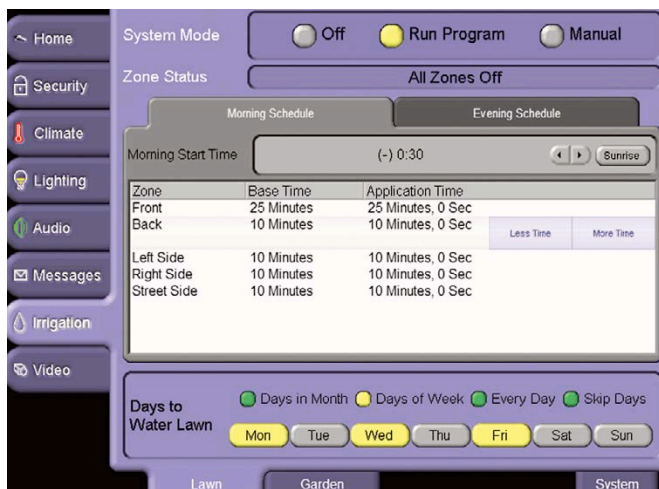 Home
Security
Climate
Lighting
Audio
Messages
Irrigation
Video
System Mode Off Run Program Manual
Zone Status All Zones Off
Morning Schedule Evening Schedule
Morning Start Time (-) 0:30 Sunrise
Zone Base Time Application Time
Front 25 Minutes 25 Minutes, 0 Sec
Back 10 Minutes 10 Minutes, 0 Sec Less Time More Time
Left Side 10 Minutes 10 Minutes, 0 Sec
Right Side 10 Minutes 10 Minutes, 0 Sec
Street Side 10 Minutes 10 Minutes, 0 Sec
Days to
Water Lawn
Days in Month Days of Week Every Day Skip Days
Mon Tue Wed Thu Fri Sat Sun
Lawn Garden System